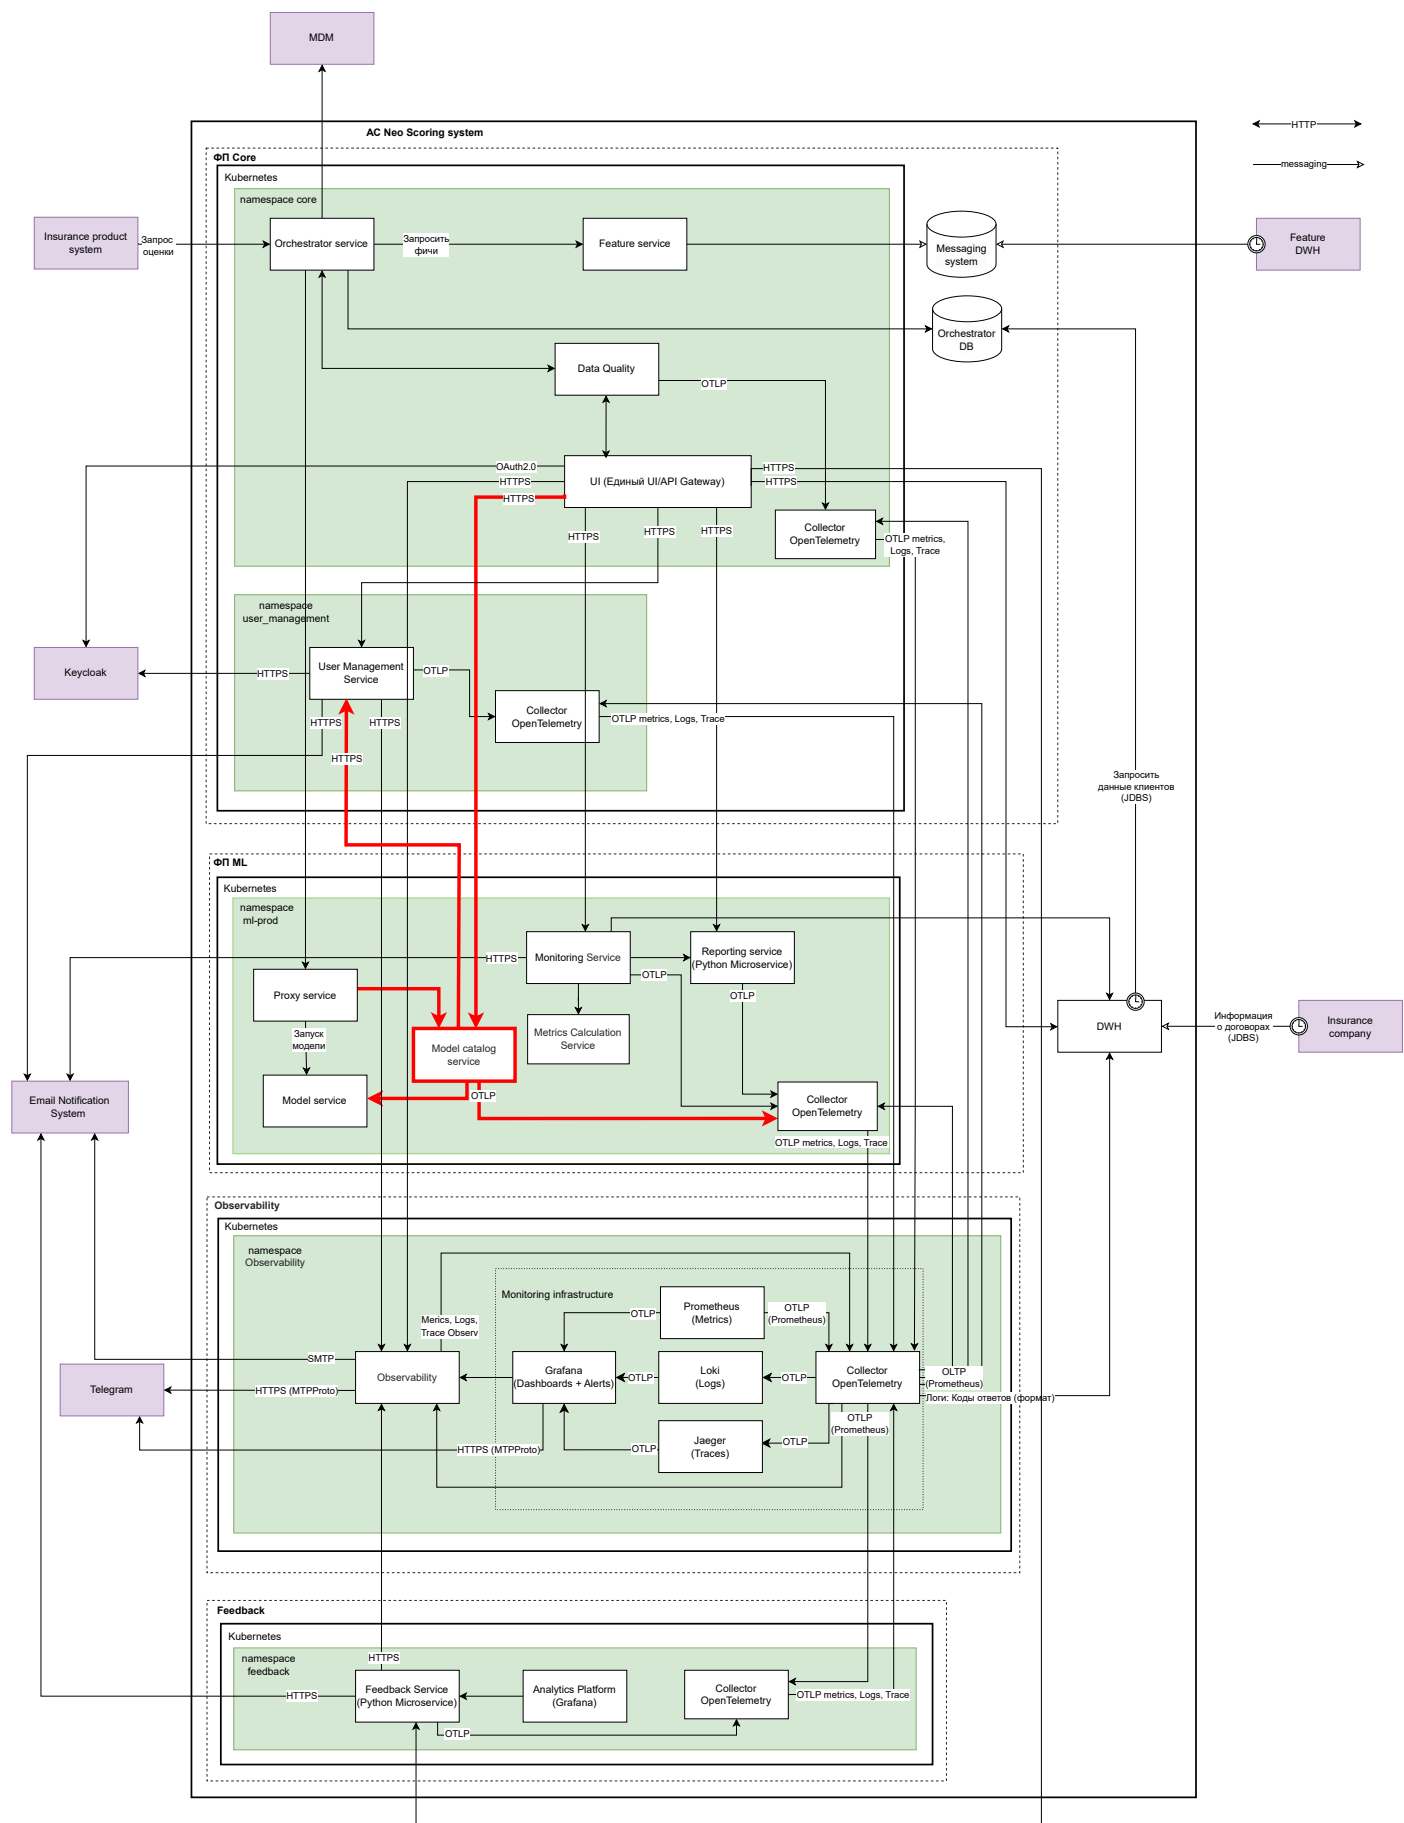 MDM
AC Neo Scoring system
HTTP
messaging
ФП Core
Kubernetes
namespace core
Insurance product
system
Запрос
оценки
Orchestrator service
Запросить
фичи
Feature service
Messaging
system
Feature
DWH
Orchestrator
DB
Data Quality
OTLP
OAuth2.0
HTTPS
HTTPS
UI (Единый UI/API Gateway)
HTTPS
HTTPS
HTTPS
HTTPS
HTTPS
Collector
OpenTelemetry
OTLP metrics,
Logs, Trace
namespace
user_management
Keycloak
HTTPS
User Management
Service
OTLP
Collector
OpenTelemetry
OTLP metrics, Logs, Trace
HTTPS
HTTPS
HTTPS
Запросить
данные клиентов
(JDBS)
ФП ML
Kubernetes
namespace
ml-prod
HTTPS
Monitoring Service
Reporting service
(Python Microservice)
OTLP
OTLP
Proxy service
Запуск
модели
Model catalog
service
Metrics Calculation
Service
DWH
Информация
о договорах
(JDBS)
Insurance
company
Email Notification
System
Model service
OTLP
Collector
OpenTelemetry
OTLP metrics, Logs, Trace
Observability
Kubernetes
namespace
Observability
Monitoring infrastructure
Merics, Logs,
Trace Observ
OTLP
Prometheus
(Metrics)
OTLP
(Prometheus)
SMTP
Telegram
HTTPS (MTPProto)
Observability
Grafana
(Dashboards + Alerts)
OTLP
Loki
(Logs)
OTLP
Collector
OpenTelemetry
OLTP
(Prometheus)
Логи: Коды ответов (формат)
OTLP
(Prometheus)
HTTPS (MTPProto)
OTLP
Jaeger
(Traces)
OTLP
Feedback
Kubernetes
namespace
feedback
HTTPS
HTTPS
Feedback Service
(Python Microservice)
Analytics Platform
(Grafana)
Collector
OpenTelemetry
OTLP metrics, Logs, Trace
OTLP